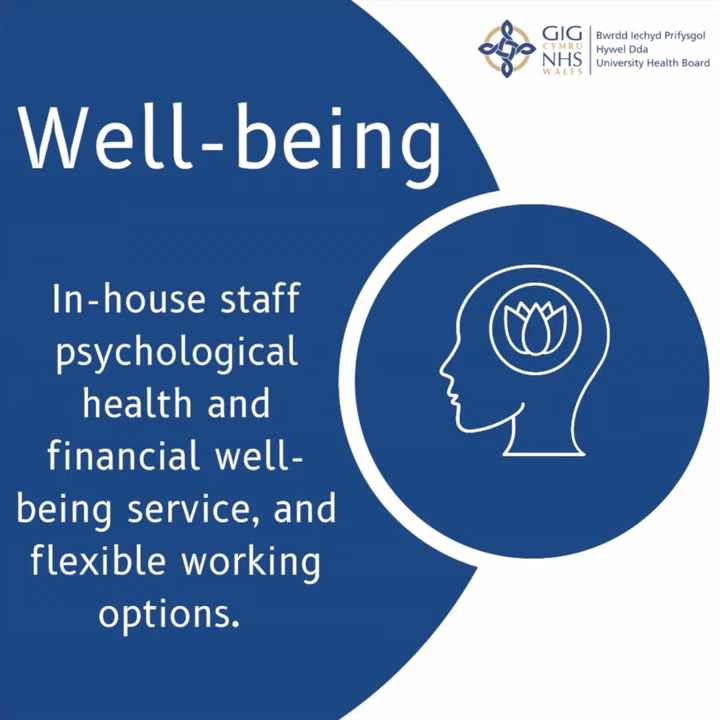 GIG
CYMRU
NHS
WALES
Bwrdd Iechyd Prifysgol
Hywel Dda
University Health Board
Well-being
In-house staff
psychological
health and
financial well-
being service, and
flexible working
options.